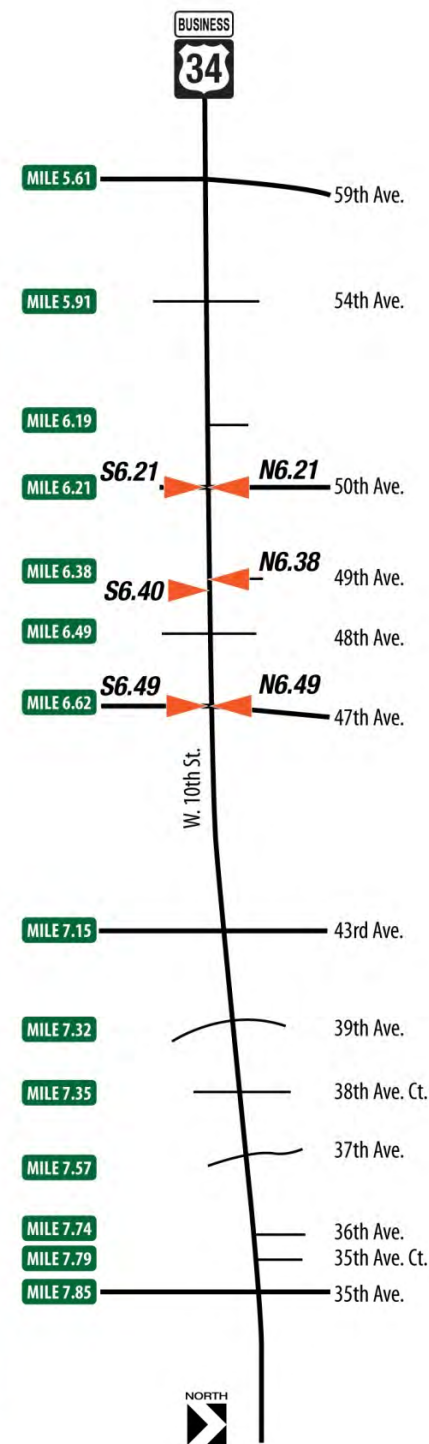 BUSINESS
34
MILE 5.61
59th Ave.
MILE 5.91
54th Ave.
MILE 6.19
S6.21
N6.21
MILE 6.21
50th Ave.
MILE 6.38
N6.38
49th Ave.
S6.40
MILE 6.49
48th Ave.
S6.49
N6.49
MILE 6.62
47th Ave.
W. 10th St.
MILE 7.15
43rd Ave.
MILE 7.32
39th Ave.
MILE 7.35
38th Ave. Ct.
MILE 7.57
37th Ave.
MILE 7.74
36th Ave.
MILE 7.79
35th Ave. Ct.
MILE 7.85
35th Ave.
NORTH